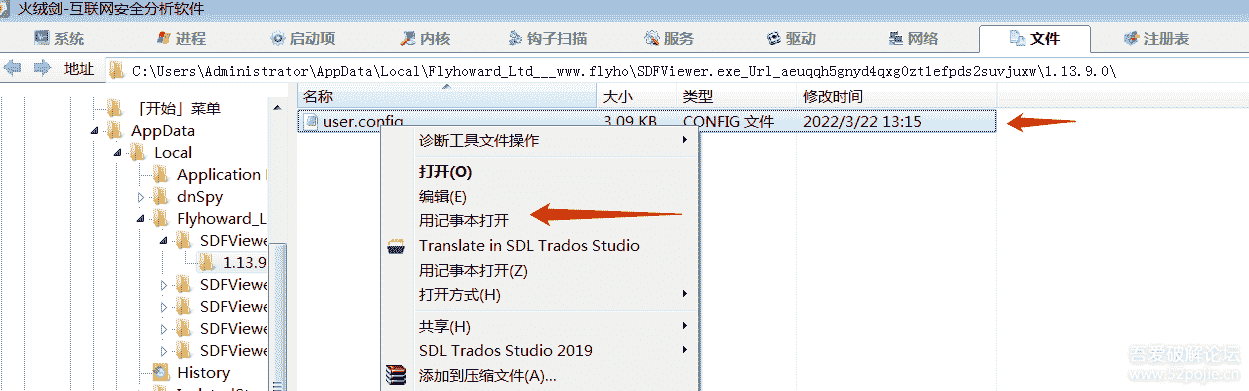 火绒剑-互联网安全分析软件
系统 进程 启动项 内核 钩子扫描 服务 驱动 网络 文件 注册表
地址 C:\Users\Administrator\AppData\Local\Flyhoward_Ltd___www.flyho\SDFViewer.exe_Url_aeuqqh5gnyd4qxg0zt1efpds2suvjuxw\1.13.9.0\
「开始」菜单
AppData
Local
Application
dnSpy
Flyhoward_L
SDFViewe
1.13.9
SDFViewe
SDFViewe
SDFViewe
SDFViewe
History
名称 大小 类型 修改时间
user.config 3.09 KB CONFIG 文件 2022/3/22 13:15
诊断工具文件操作
打开(O)
编辑(E)
用记事本打开
Translate in SDL Trados Studio
用记事本打开(Z)
打开方式(H)
共享(H)
SDL Trados Studio 2019
添加到压缩文件(A)...
吾爱破解论坛
www.52pojie.cn